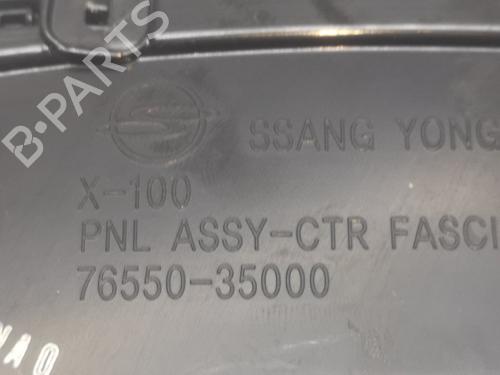 B-PARTS
SSANG YONG
X-100
PNL ASSY-CTR FASCI
76550-35000